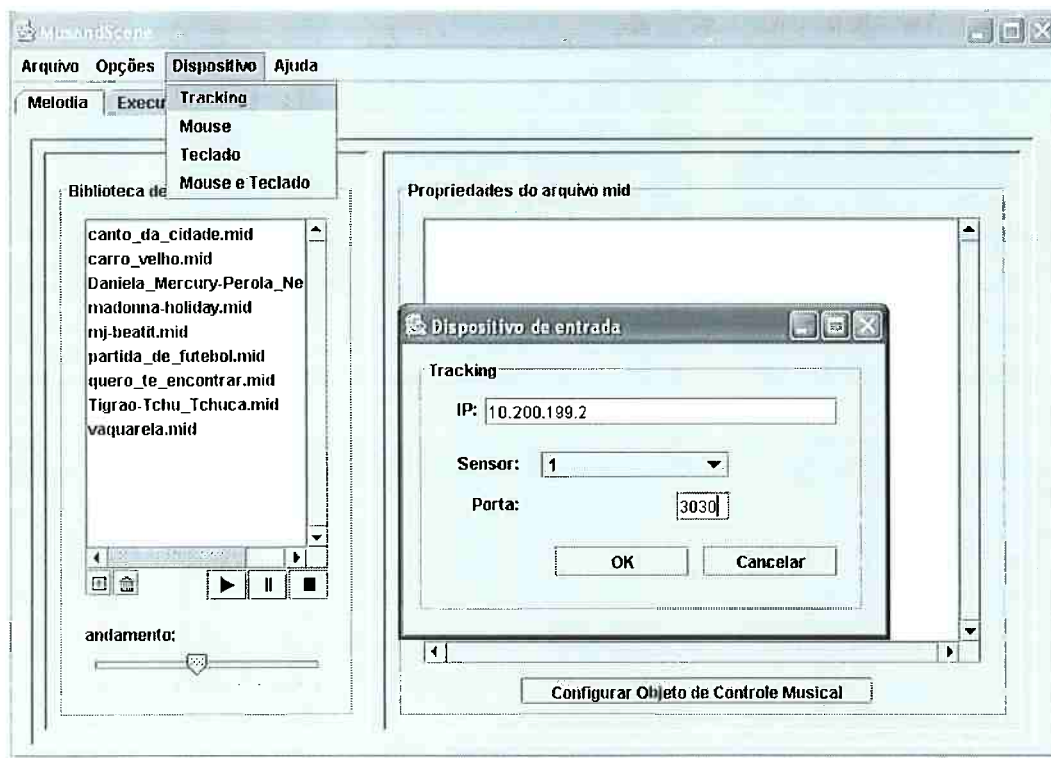 MusandScene
Arquivo Opções Dispositivo Ajuda
Melodia Execu
Tracking
Mouse
Teclado
Mouse e Teclado
Biblioteca de
canto_da_cidade.mid
carro_velho.mid
Daniela_Mercury-Perola_Ne
madonna-holiday.mid
mj-beatit.mid
partida_de_futebol.mid
quero_te_encontrar.mid
Tigrao-Tchu_Tchuca.mid
vaquarela.mid
andamento:
Propriedades do arquivo mid
Dispositivo de entrada
Tracking
IP: 10.200.199.2
Sensor: 1
Porta: 3030
OK Cancelar
Configurar Objeto de Controle Musical